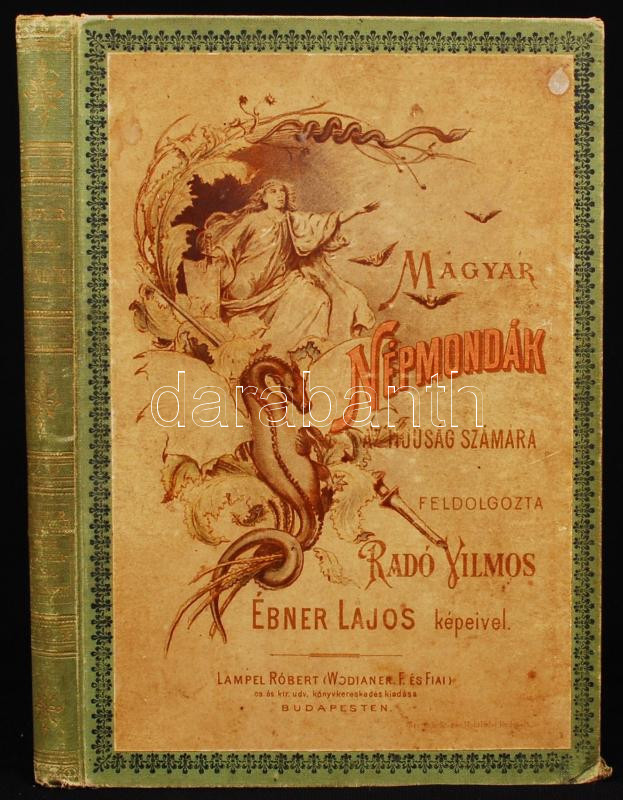 MAGYAR
NÉPMONDÁK
AZ IFJÚSÁG SZÁMÁRA
FELDOLGOZTA
RADÓ VILMOS
ÉBNER LAJOS képeivel.
LAMPEL RÓBERT (WODIANER. F. ÉS FIAI)
cs. és kir. udv. könyvkereskedés kiadása
BUDAPESTEN.
darabanth